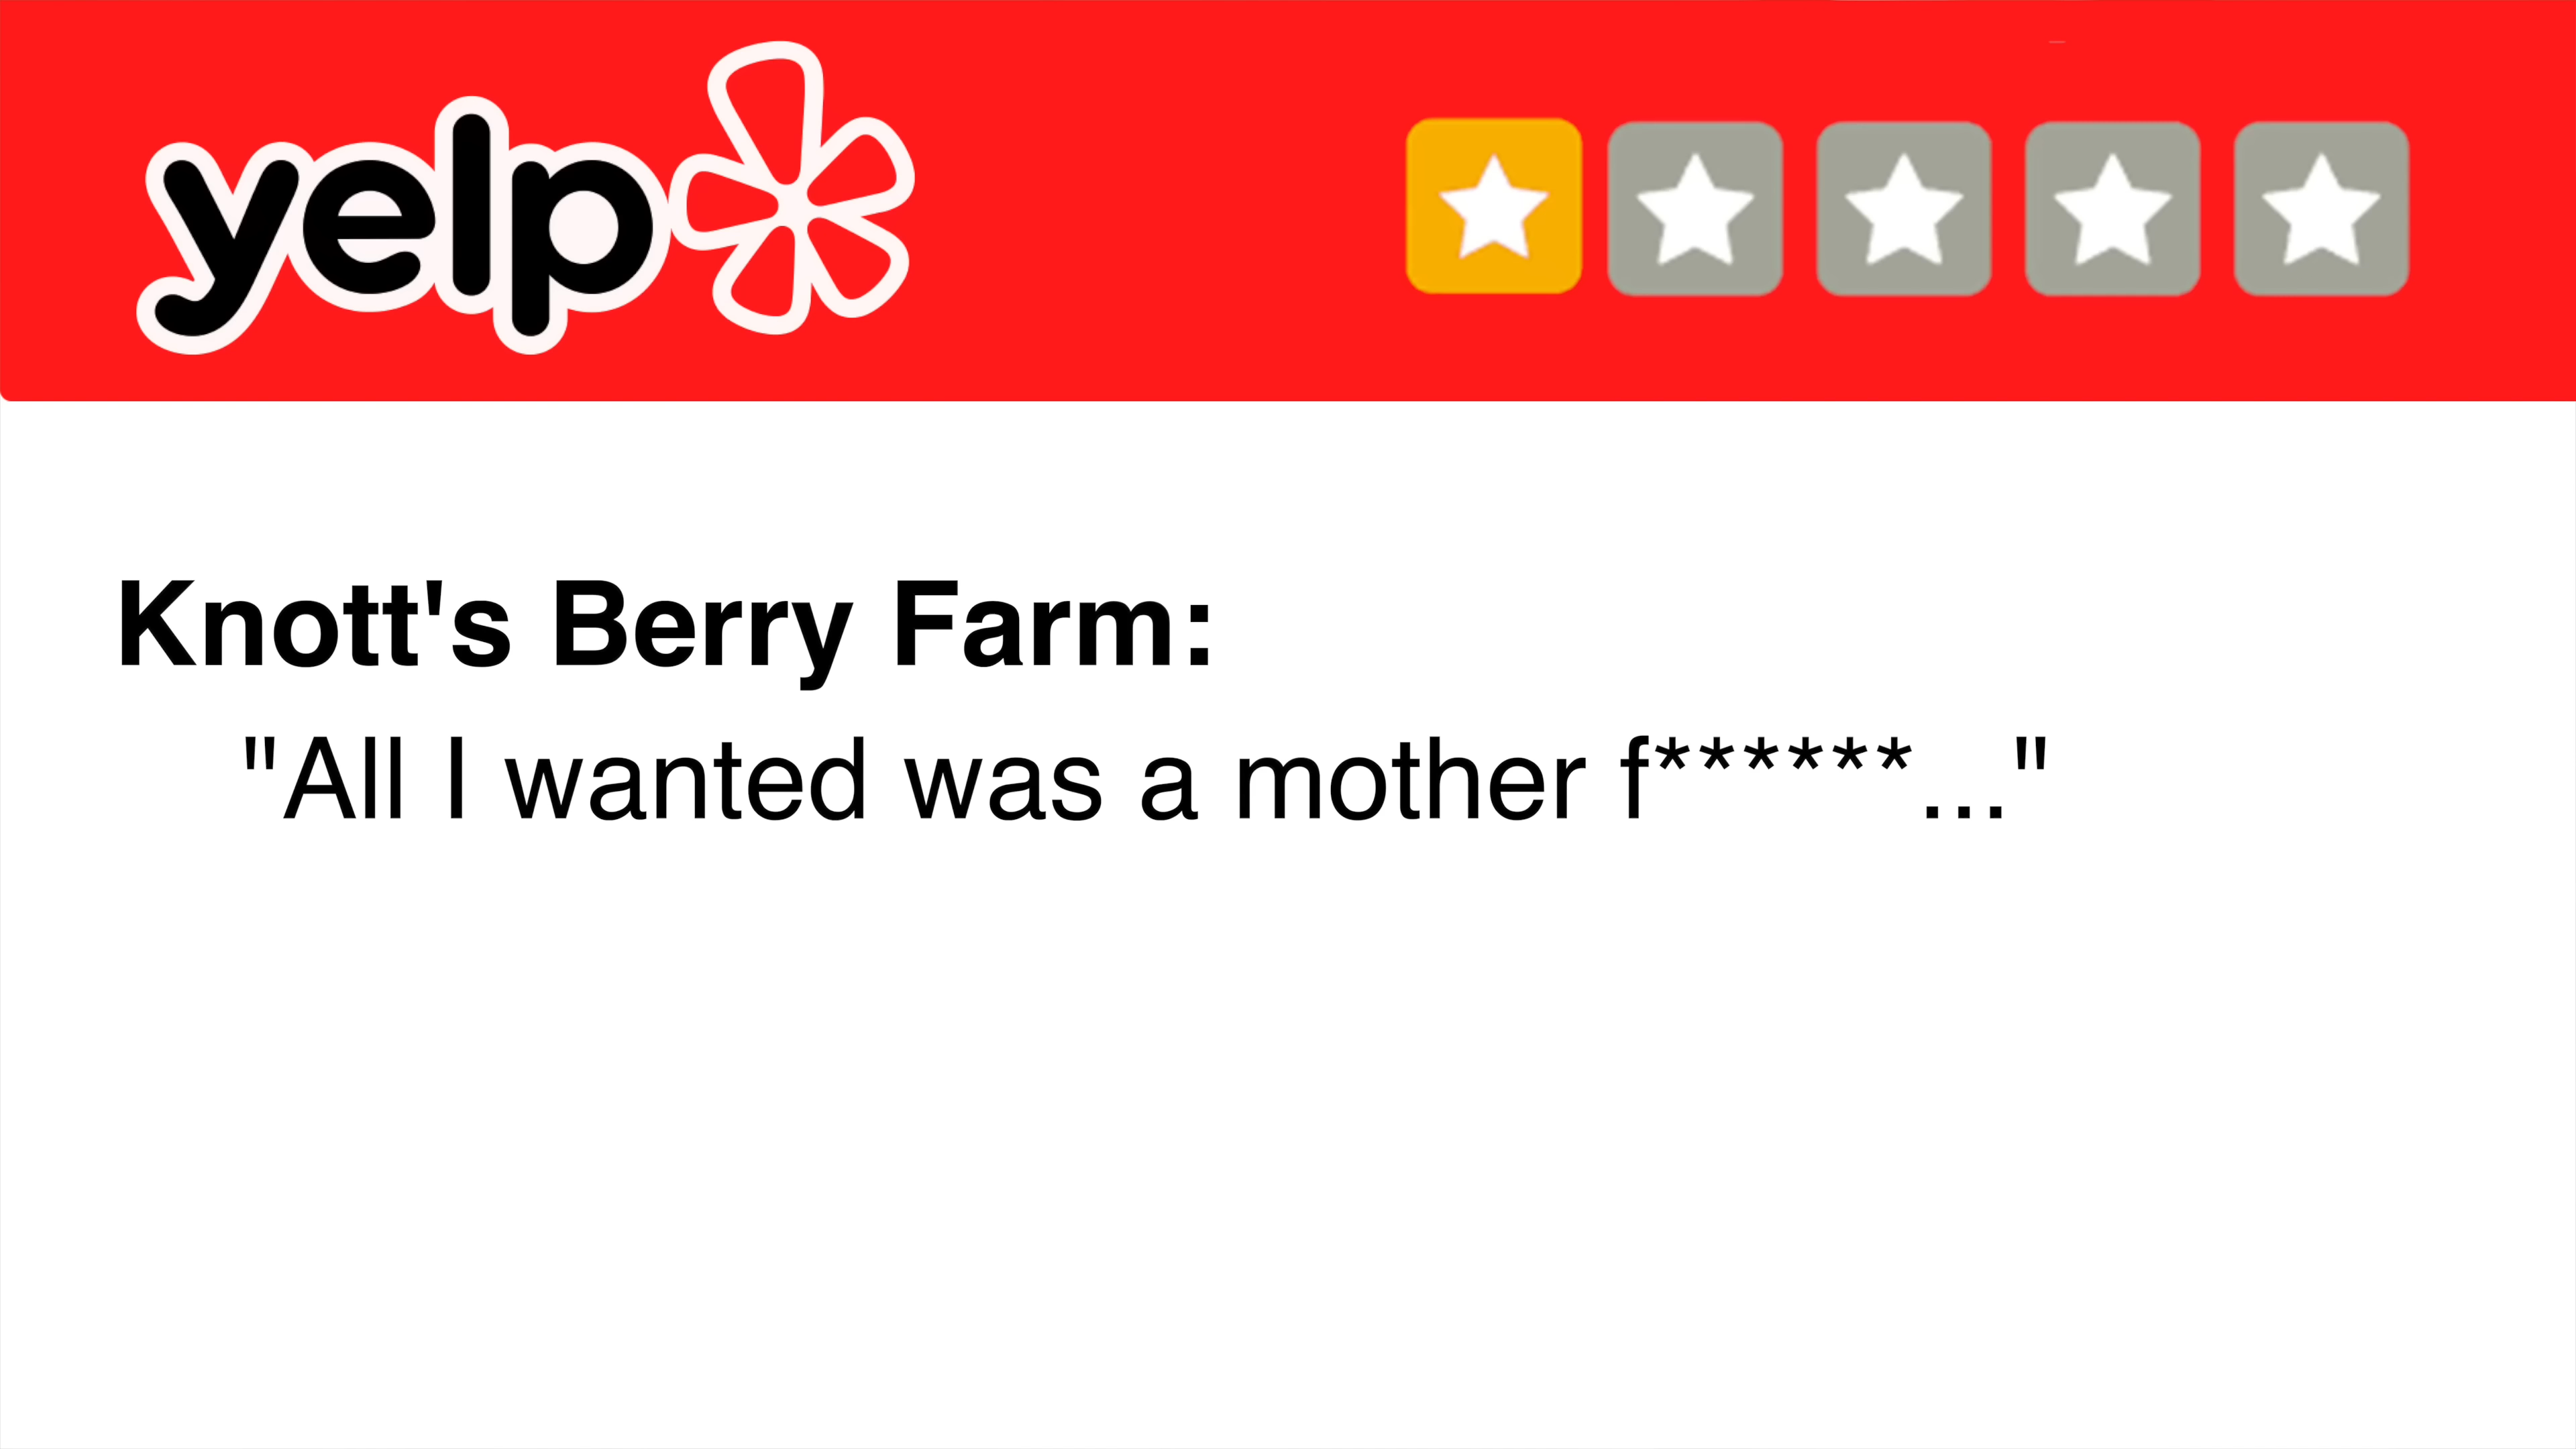 yelp
Knott's Berry Farm:
"All I wanted was a mother f******..."